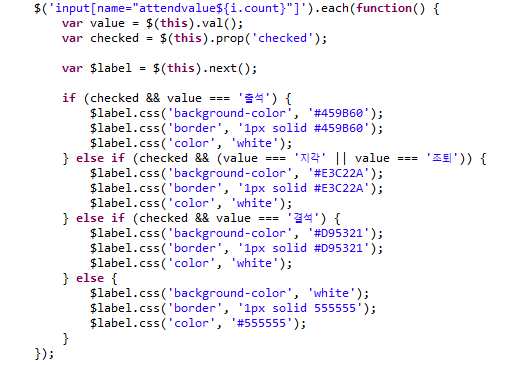 $('input[name="attendvalue${i.count}"]').each(function() {
    var value = $(this).val();
    var checked = $(this).prop('checked');

    var $label = $(this).next();

    if (checked && value === '출석') {
        $label.css('background-color', '#459B60');
        $label.css('border', '1px solid #459B60');
        $label.css('color', 'white');
    } else if (checked && (value === '지각' || value === '조퇴')) {
        $label.css('background-color', '#E3C22A');
        $label.css('border', '1px solid #E3C22A');
        $label.css('color', 'white');
    } else if (checked && value === '결석') {
        $label.css('background-color', '#D95321');
        $label.css('border', '1px solid #D95321');
        $label.css('color', 'white');
    } else {
        $label.css('background-color', 'white');
        $label.css('border', '1px solid 555555');
        $label.css('color', '#555555');
    }
});